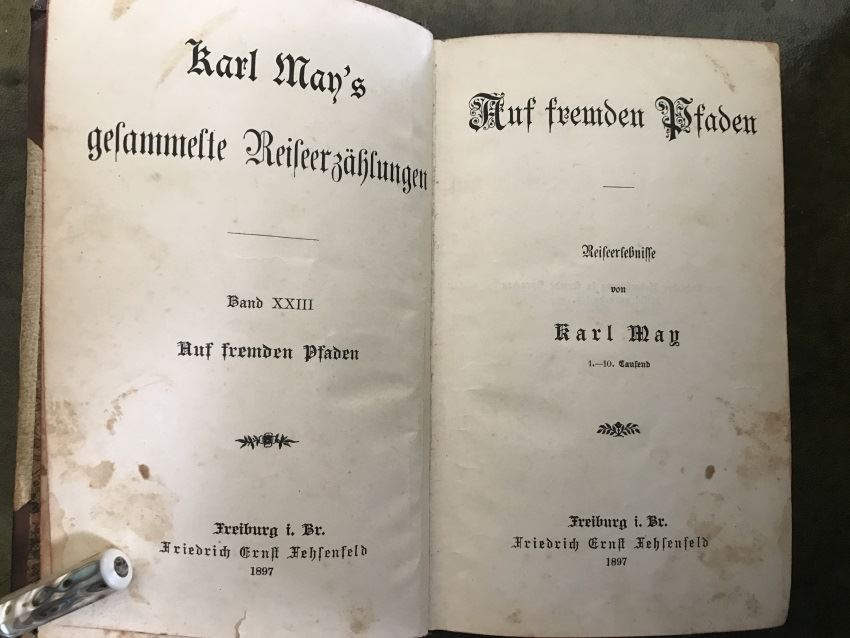 Karl May's
gesammelte Reiseerzählungen
Band XXIII
Auf fremden Pfaden
Freiburg i. Br.
Friedrich Ernst Fehsenfeld
1897
Auf fremden Pfaden
Reiseerlebnisse
von
Karl May
1.—10. Tausend
Freiburg i. Br.
Friedrich Ernst Fehsenfeld
1897